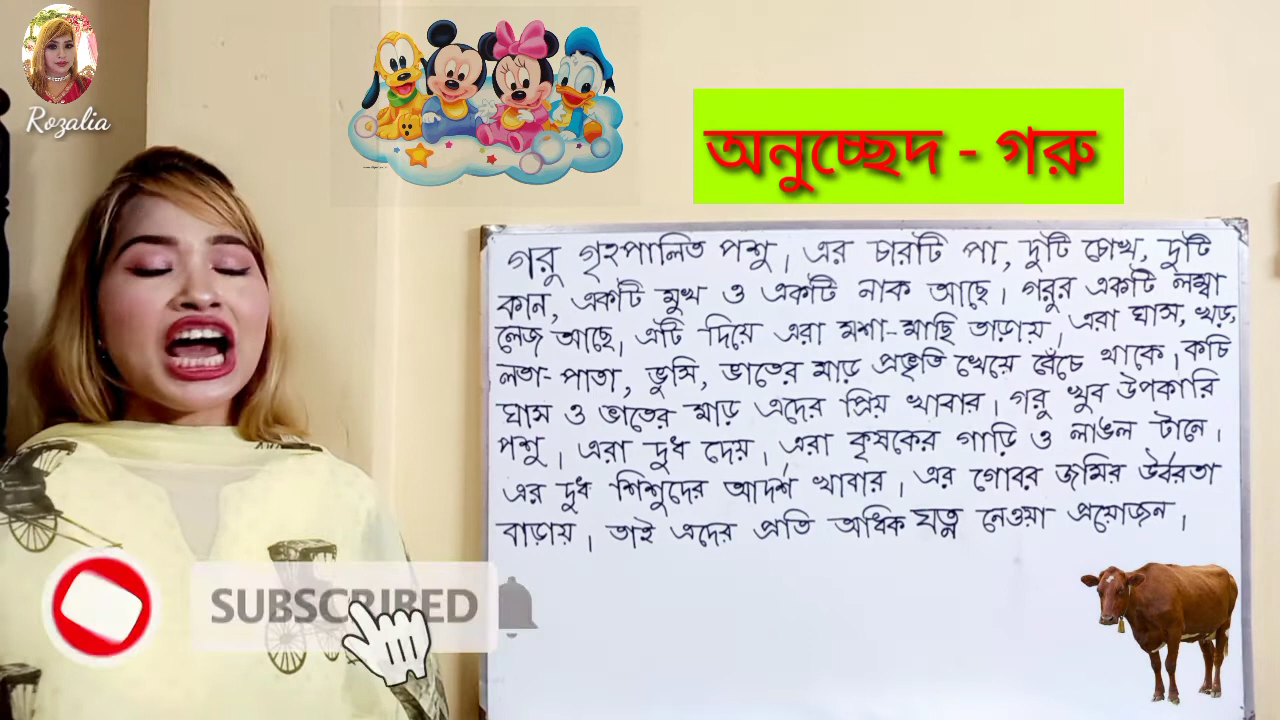 Rozalia
অনুচ্ছেদ - গরু
গরু গৃহপালিত পশু। এর চারটি পা, দুটি চোখ, দুটি
কান, একটি মুখ ও একটি নাক আছে। গরুর একটি লম্বা
লেজ আছে। এটি দিয়ে এরা মশা-মাছি তাড়ায়। এরা ঘাস, খড়,
লতা-পাতা, ভুসি, ভাতের মাড় প্রভৃতি খেয়ে বেঁচে থাকে। কচি
ঘাস ও ভাতের মাড় এদের প্রিয় খাবার। গরু খুব উপকারি
পশু। এরা দুধ দেয়। এরা কৃষকের গাড়ি ও লাঙল টানে।
এর দুধ শিশুদের আদর্শ খাবার। এর গোবর জমির উর্বরতা
বাড়ায়। তাই এদের প্রতি অধিক যত্ন নেওয়া প্রয়োজন।
SUBSCRIBED